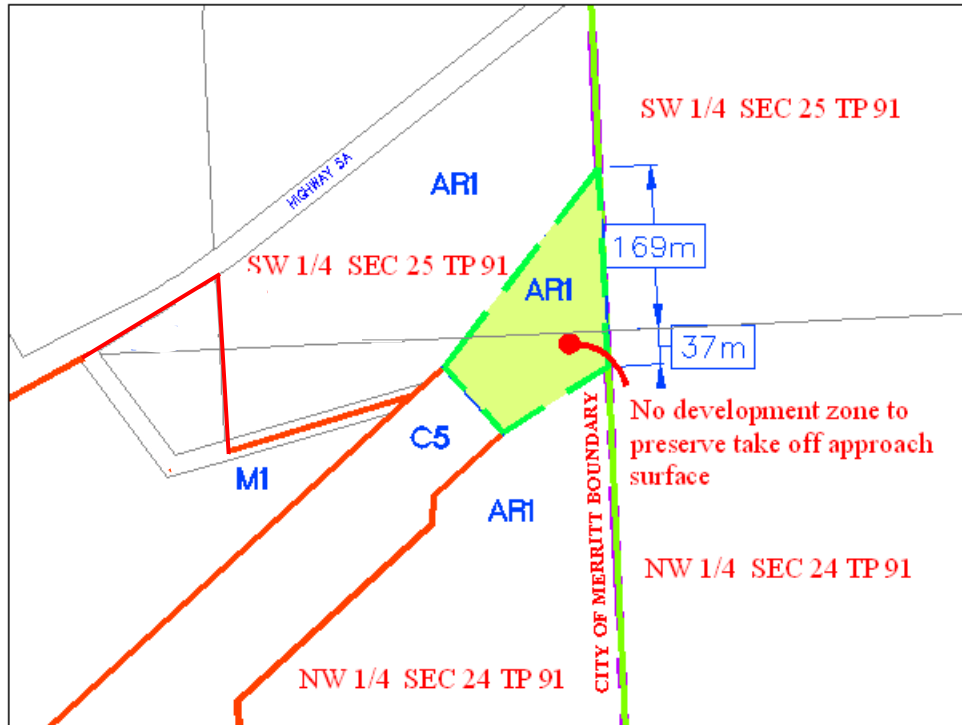 SW 1/4 SEC 25 TP 91
HIGHWAY 5A
AR1
169m
SW 1/4 SEC 25 TP 91
AR1
37m
No development zone to
preserve take off approach
surface
C5
M1
AR1
CITY OF MERRITT BOUNDARY
NW 1/4 SEC 24 TP 91
NW 1/4 SEC 24 TP 91